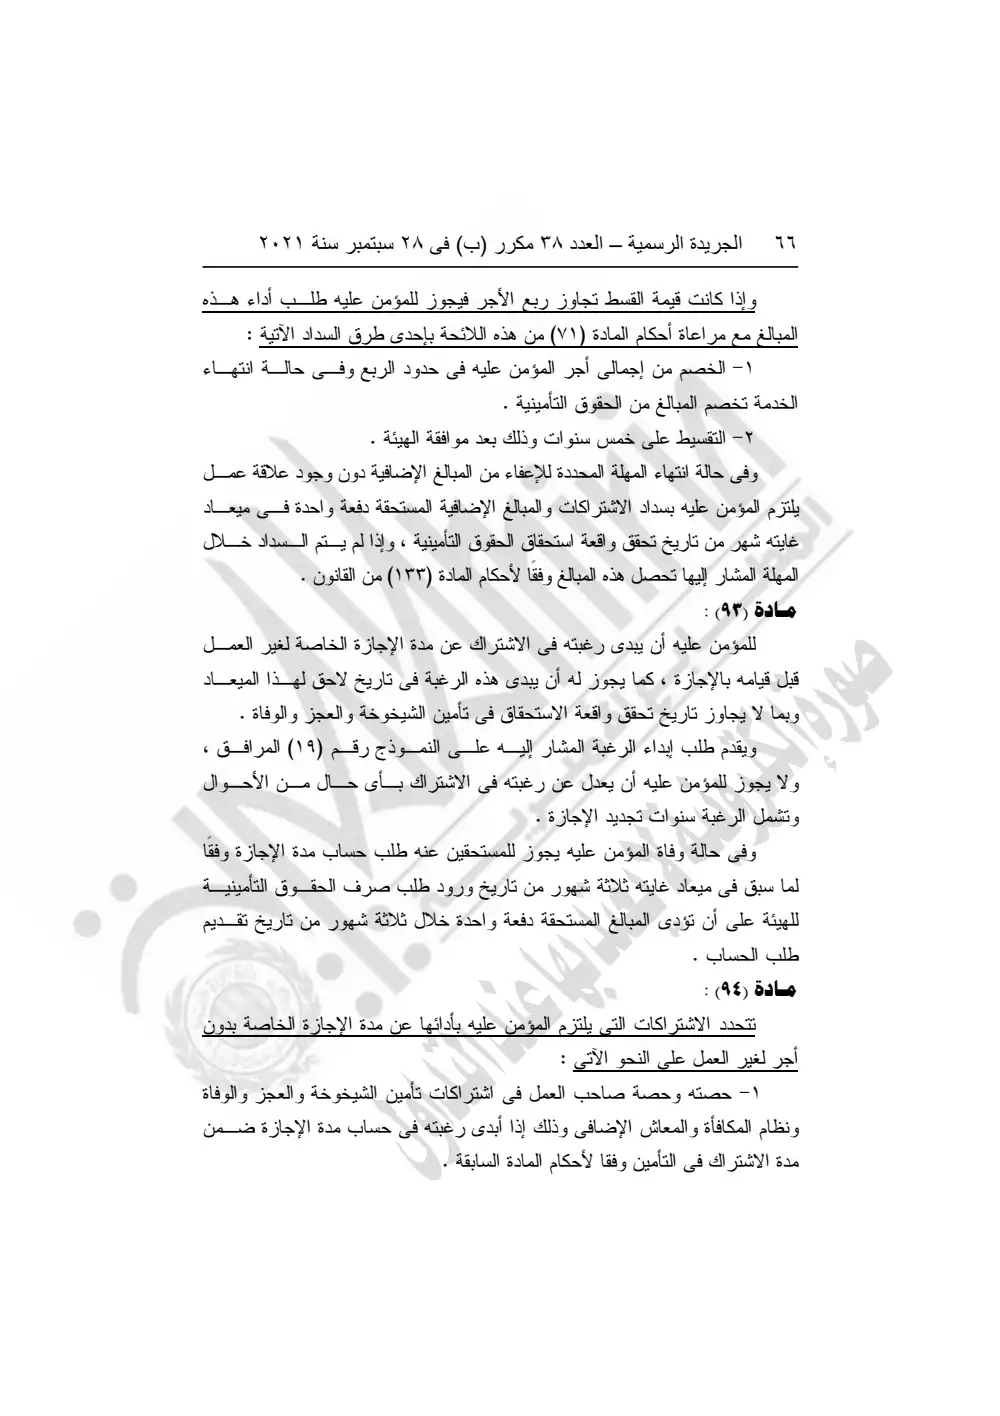 ٦٦ الجريدة الرسمية – العدد ٣٨ مكرر (ب) فى ٢٨ سبتمبر سنة ٢٠٢١
وإذا كانت قيمة القسط تجاوز ربع الأجر فيجوز للمؤمن عليه طلب أداء هذه
المبالغ مع مراعاة أحكام المادة (٧١) من هذه اللائحة بإحدى طرق السداد الآتية :
١- الخصم من إجمالى أجر المؤمن عليه فى حدود الربع وفى حالة انتهاء
الخدمة تخصم المبالغ من الحقوق التأمينية .
٢- التقسيط على خمس سنوات وذلك بعد موافقة الهيئة .
وفى حالة انتهاء المهلة المحددة للإعفاء من المبالغ الإضافية دون وجود علاقة عمل
يلتزم المؤمن عليه بسداد الاشتراكات والمبالغ الإضافية المستحقة دفعة واحدة فى ميعاد
غايته شهر من تاريخ تحقق واقعة استحقاق الحقوق التأمينية ، وإذا لم يتم السداد خلال
المهلة المشار إليها تحصل هذه المبالغ وفقًا لأحكام المادة (١٣٣) من القانون .
مادة (٩٣) :
للمؤمن عليه أن يبدى رغبته فى الاشتراك عن مدة الإجازة الخاصة لغير العمل
قبل قيامه بالإجازة ، كما يجوز له أن يبدى هذه الرغبة فى تاريخ لاحق لهذا الميعاد
وبما لا يجاوز تاريخ تحقق واقعة الاستحقاق فى تأمين الشيخوخة والعجز والوفاة .
ويقدم طلب إبداء الرغبة المشار إليه على النموذج رقم (١٩) المرافق ،
ولا يجوز للمؤمن عليه أن يعدل عن رغبته فى الاشتراك بأى حال من الأحوال
وتشمل الرغبة سنوات تجديد الإجازة .
وفى حالة وفاة المؤمن عليه يجوز للمستحقين عنه طلب حساب مدة الإجازة وفقًا
لما سبق فى ميعاد غايته ثلاثة شهور من تاريخ ورود طلب صرف الحقوق التأمينية
للهيئة على أن تؤدى المبالغ المستحقة دفعة واحدة خلال ثلاثة شهور من تاريخ تقديم
طلب الحساب .
مادة (٩٤) :
تتحدد الاشتراكات التى يلتزم المؤمن عليه بأدائها عن مدة الإجازة الخاصة بدون
أجر لغير العمل على النحو الآتى :
١- حصته وحصة صاحب العمل فى اشتراكات تأمين الشيخوخة والعجز والوفاة
ونظام المكافأة والمعاش الإضافى وذلك إذا أبدى رغبته فى حساب مدة الإجازة ضمن
مدة الاشتراك فى التأمين وفقا لأحكام المادة السابقة .
صورة إلكترونية لا يعتد بها عند التداول